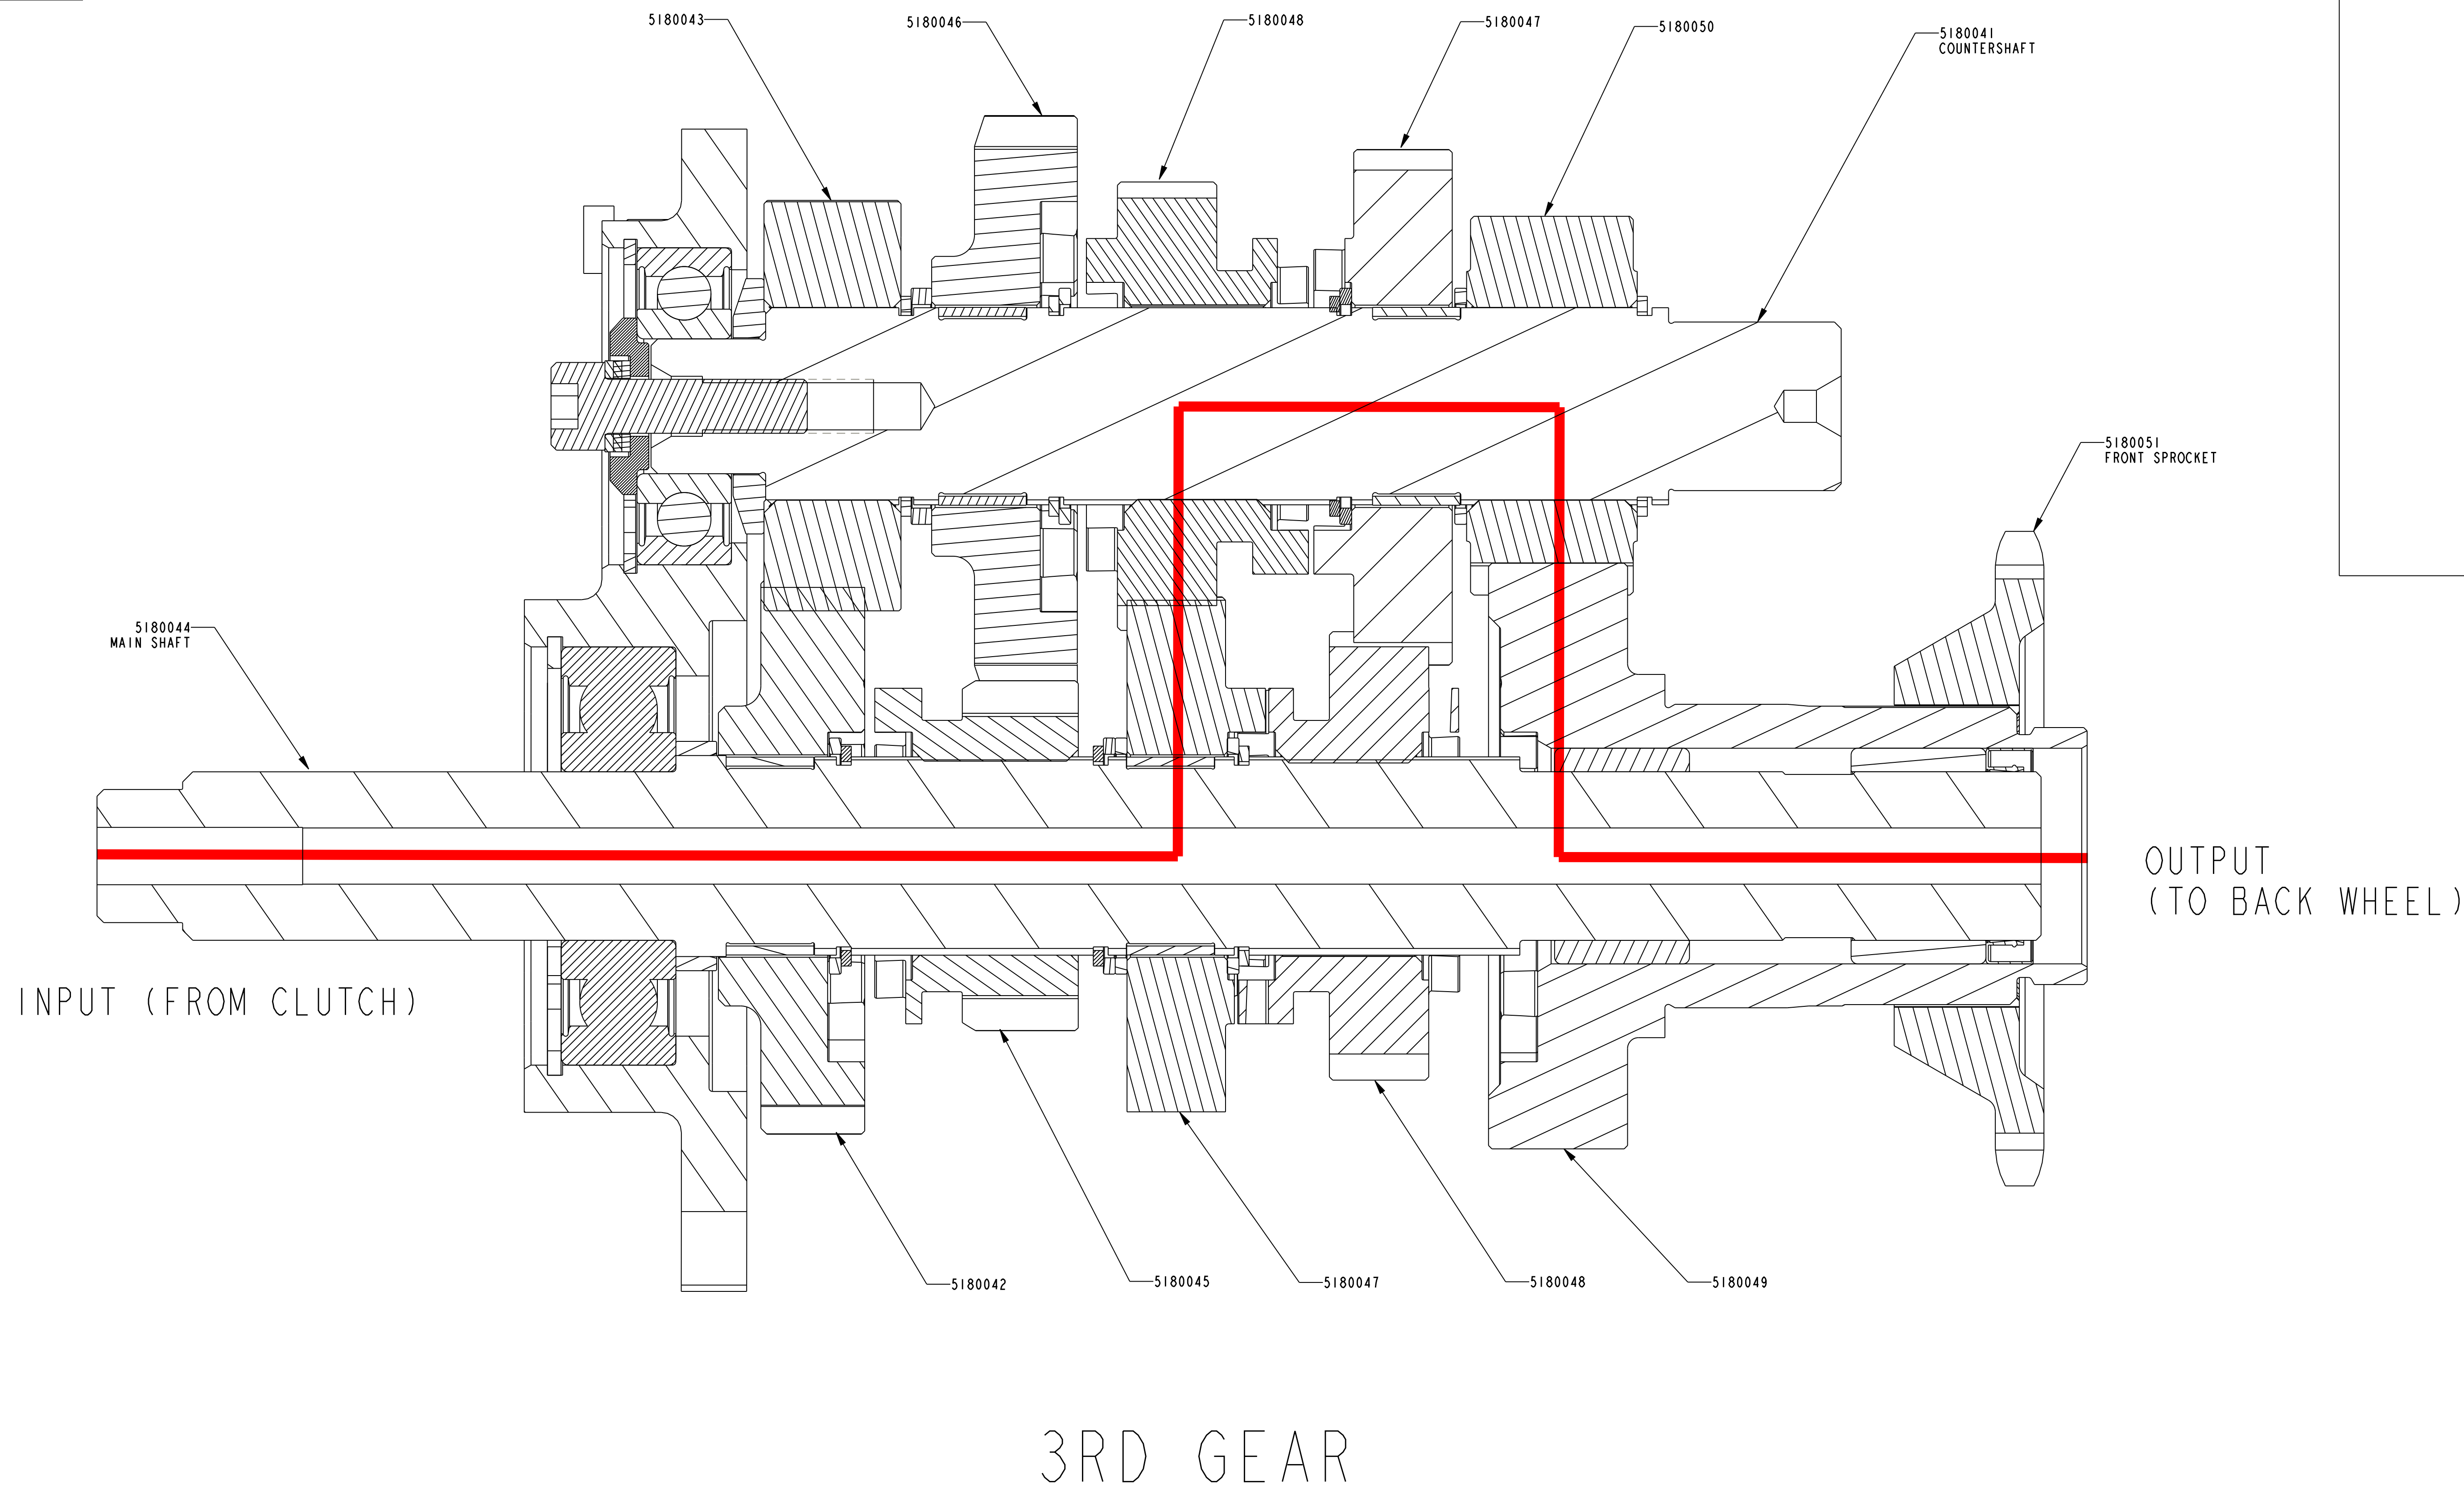 5180043
5180046
5180048
5180047
5180050
5180041
COUNTERSHAFT
5180051
FRONT SPROCKET
5180044
MAIN SHAFT
OUTPUT
(TO BACK WHEEL)
INPUT (FROM CLUTCH)
5180042
5180045
5180047
5180048
5180049
3RD GEAR